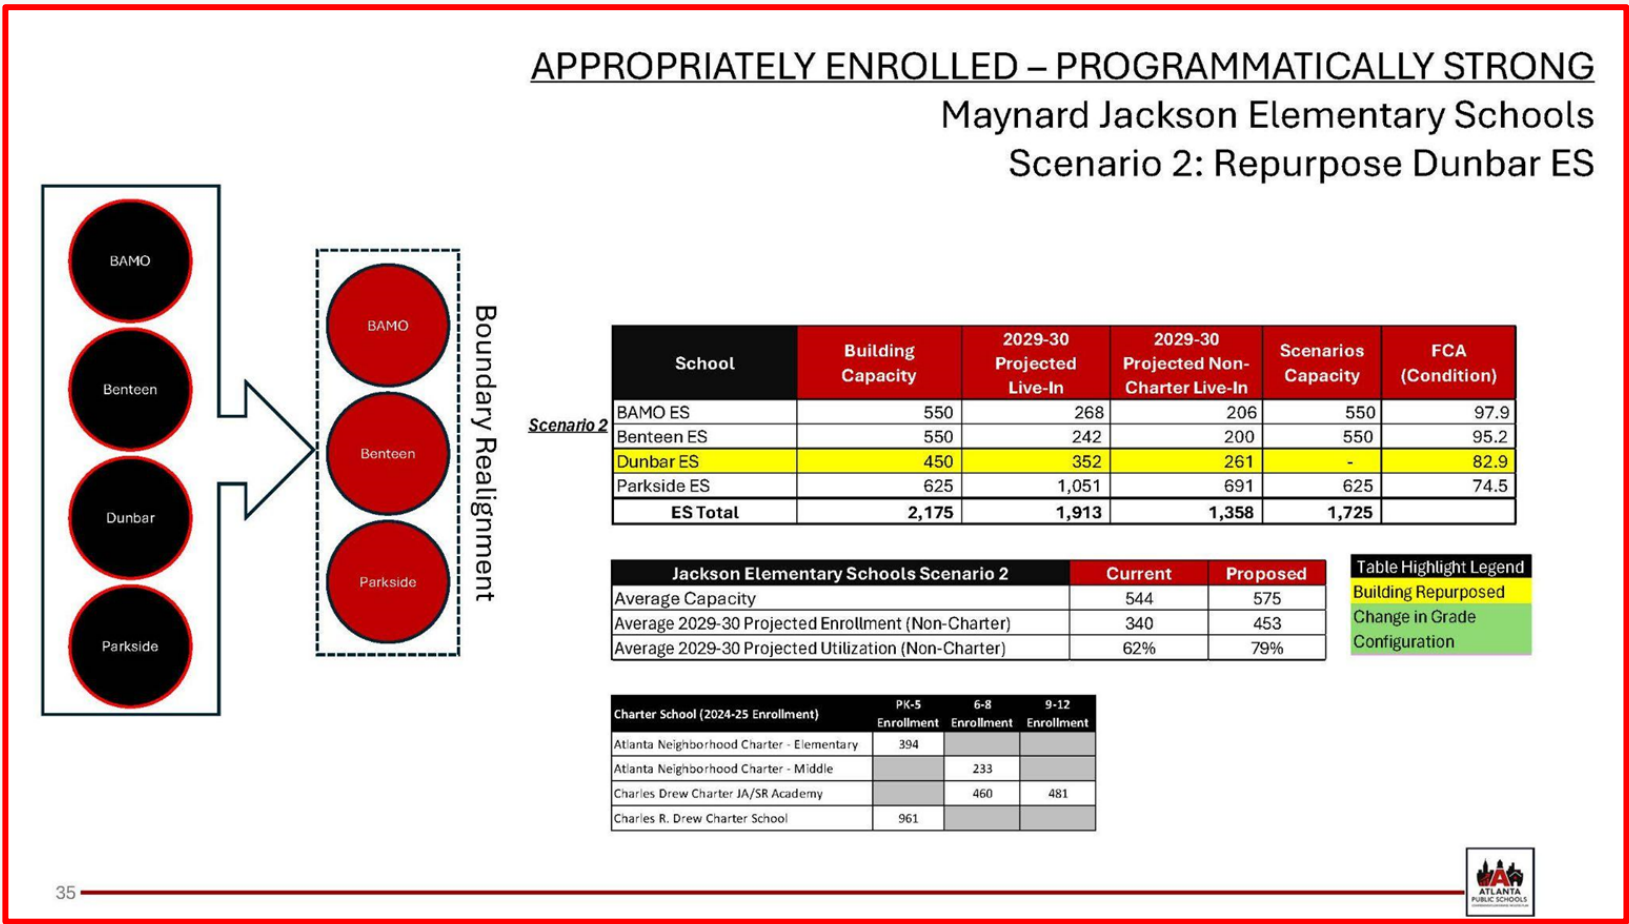 APPROPRIATELY ENROLLED – PROGRAMMATICALLY STRONG
Maynard Jackson Elementary Schools
Scenario 2: Repurpose Dunbar ES
BAMO
Benteen
Dunbar
Parkside
BAMO
Benteen
Parkside
Boundary Realignment
Scenario 2
School Building Capacity 2029-30 Projected Live-In 2029-30 Projected Non-Charter Live-In Scenarios Capacity FCA (Condition)
BAMO ES 550 268 206 550 97.9
Benteen ES 550 242 200 550 95.2
Dunbar ES 450 352 261 - 82.9
Parkside ES 625 1,051 691 625 74.5
ES Total 2,175 1,913 1,358 1,725
Jackson Elementary Schools Scenario 2 Current Proposed
Average Capacity 544 575
Average 2029-30 Projected Enrollment (Non-Charter) 340 453
Average 2029-30 Projected Utilization (Non-Charter) 62% 79%
Table Highlight Legend
Building Repurposed
Change in Grade
Configuration
Charter School (2024-25 Enrollment) PK-5 Enrollment 6-8 Enrollment 9-12 Enrollment
Atlanta Neighborhood Charter - Elementary 394
Atlanta Neighborhood Charter - Middle 233
Charles Drew Charter JA/SR Academy 460 481
Charles R. Drew Charter School 961
35
ATLANTA
PUBLIC SCHOOLS